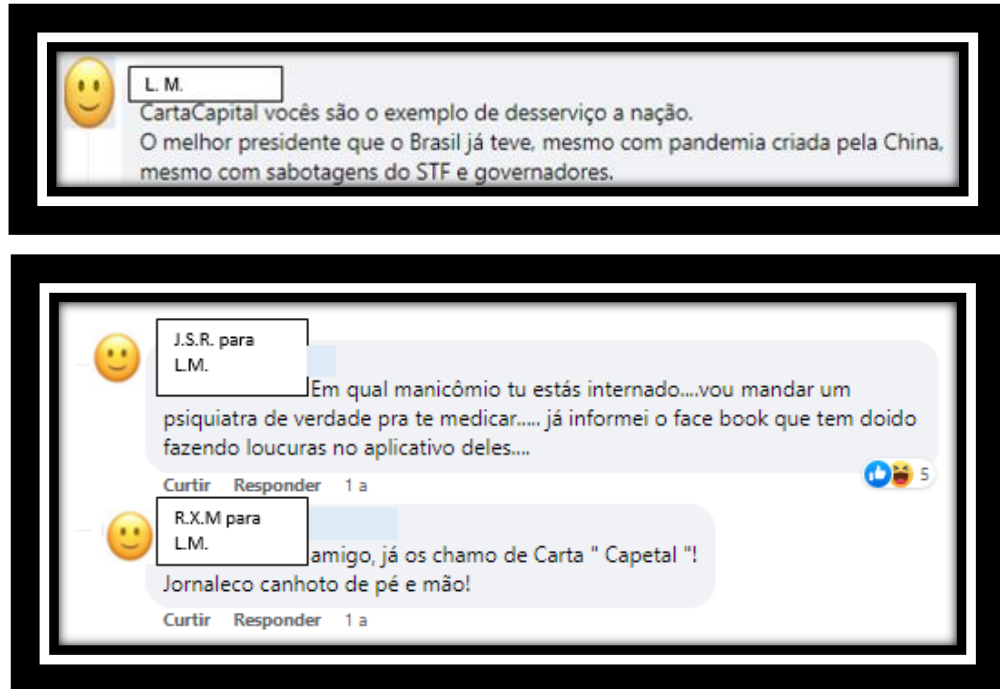 L. M.
CartaCapital vocês são o exemplo de desserviço a nação.
O melhor presidente que o Brasil já teve, mesmo com pandemia criada pela China,
mesmo com sabotagens do STF e governadores.
J.S.R. para
L.M.
Em qual manicômio tu estás internado....vou mandar um
psiquiatra de verdade pra te medicar..... já informei o face book que tem doido
fazendo loucuras no aplicativo deles....
5
Curtir Responder 1 a
R.X.M para
L.M.
amigo, já os chamo de Carta " Capetal "!
Jornaleco canhoto de pé e mão!
Curtir Responder 1 a